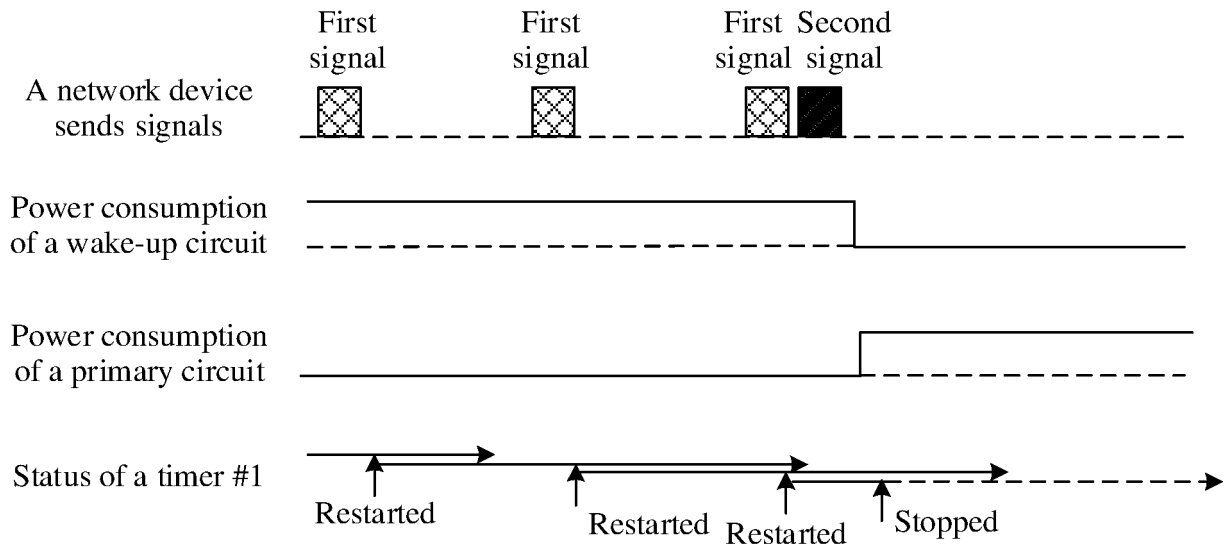 First
signal
First
signal
First
signal
Second
signal
A network device
sends signals
Power consumption
of a wake-up circuit
Power consumption
of a primary circuit
Status of a timer #1
Restarted
Restarted
Restarted
Stopped